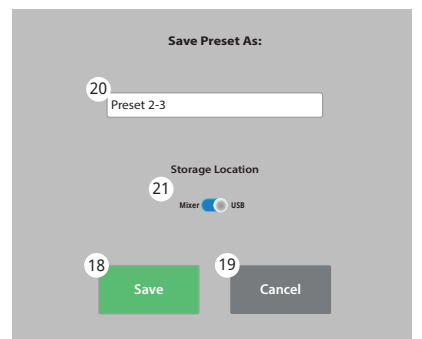 Save Preset As:
20
Preset 2-3
Storage Location
21
Mixer USB
18 19
Save Cancel